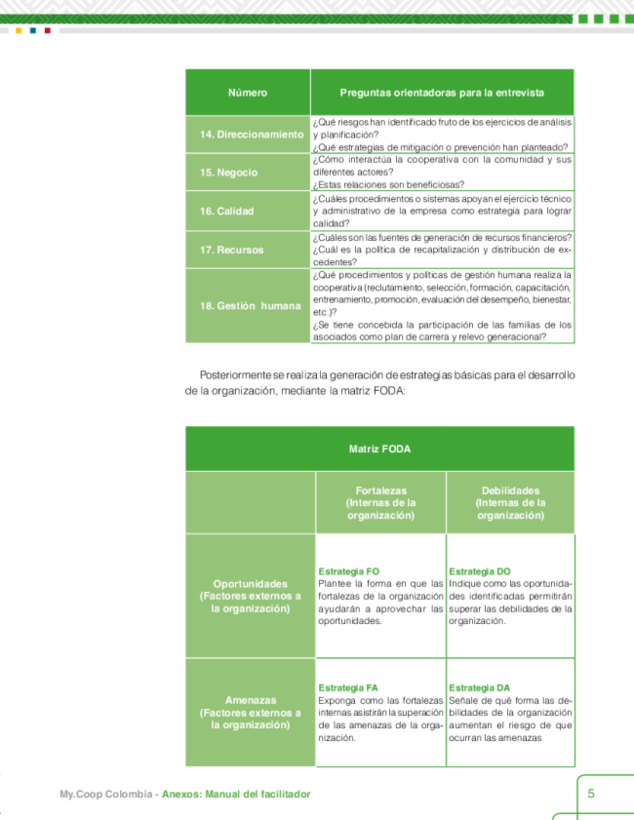 Número
Preguntas orientadoras para la entrevista
14. Direccionamiento
¿Qué riesgos han identificado fruto de los ejercicios de análisis
y planificación?
¿Qué estrategias de mitigación o prevención han planteado?
15. Negocio
¿Cómo interactúa la cooperativa con la comunidad y sus
diferentes actores?
¿Estas relaciones son beneficiosas?
16. Calidad
¿Cuáles procedimientos o sistemas apoyan el ejercicio técnico
y administrativo de la empresa como estrategia para lograr
calidad?
17. Recursos
¿Cuáles son las fuentes de generación de recursos financieros?
¿Cuál es la política de recapitalización y distribución de ex-
cedentes?
18. Gestión humana
¿Qué procedimientos y políticas de gestión humana realiza la
cooperativa (reclutamiento, selección, formación, capacitación,
entrenamiento, promoción, evaluación del desempeño, bienestar,
etc.)?
¿Se tiene concebida la participación de las familias de los
asociados como plan de carrera y relevo generacional?
Posteriormente se realiza la generación de estrategias básicas para el desarrollo
de la organización, mediante la matriz FODA:
Matriz FODA
Fortalezas
(Internas de la
organización)
Debilidades
(Internas de la
organización)
Oportunidades
(Factores externos a
la organización)
Estrategia FO
Plantee la forma en que las
fortalezas de la organización
ayudarán a aprovechar las
oportunidades.
Estrategia DO
Indique como las oportunida-
des identificadas permitirán
superar las debilidades de la
organización.
Amenazas
(Factores externos a
la organización)
Estrategia FA
Exponga como las fortalezas
internas asistirán la superación
de las amenazas de la orga-
nización.
Estrategia DA
Señale de qué forma las de-
bilidades de la organización
aumentan el riesgo de que
ocurran las amenazas
My.Coop Colombia - Anexos: Manual del facilitador
5